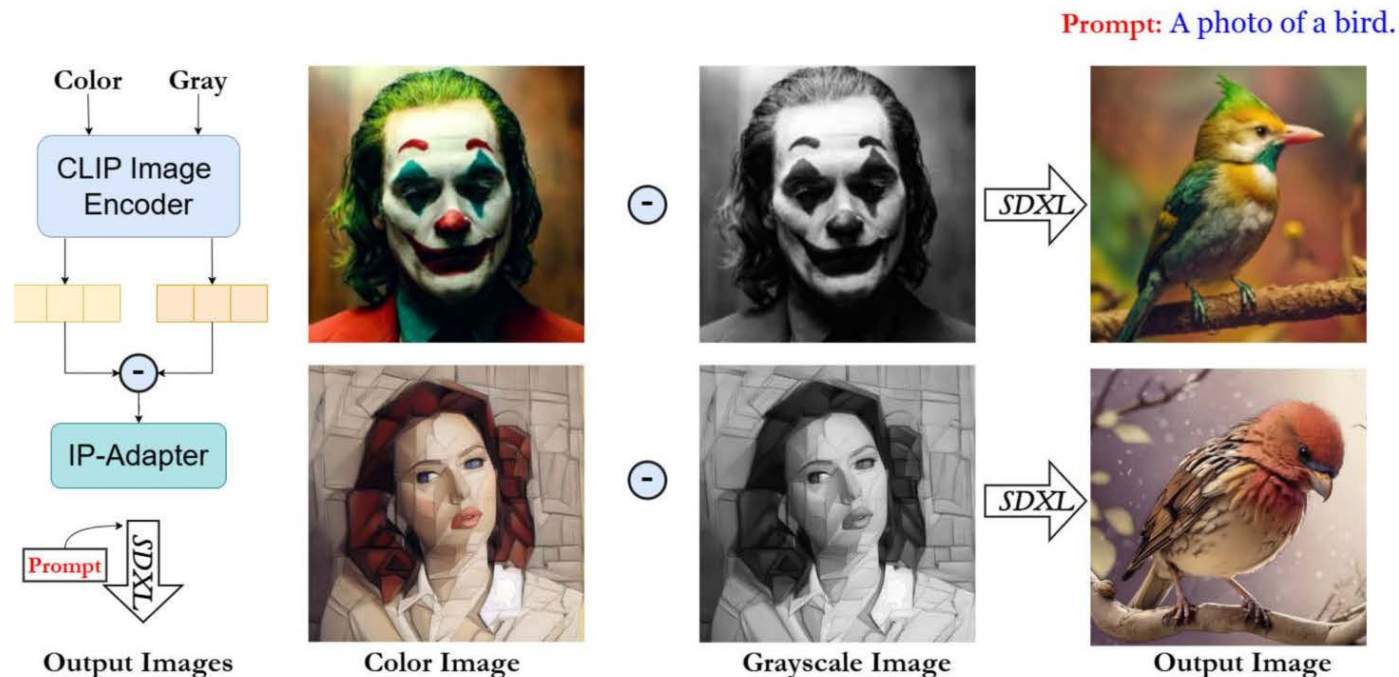 Prompt: A photo of a bird.
Color Gray
CLIP Image
Encoder
-
IP-Adapter
Prompt
SDXL
Output Images
-
SDXL
-
SDXL
Color Image
Grayscale Image
Output Image